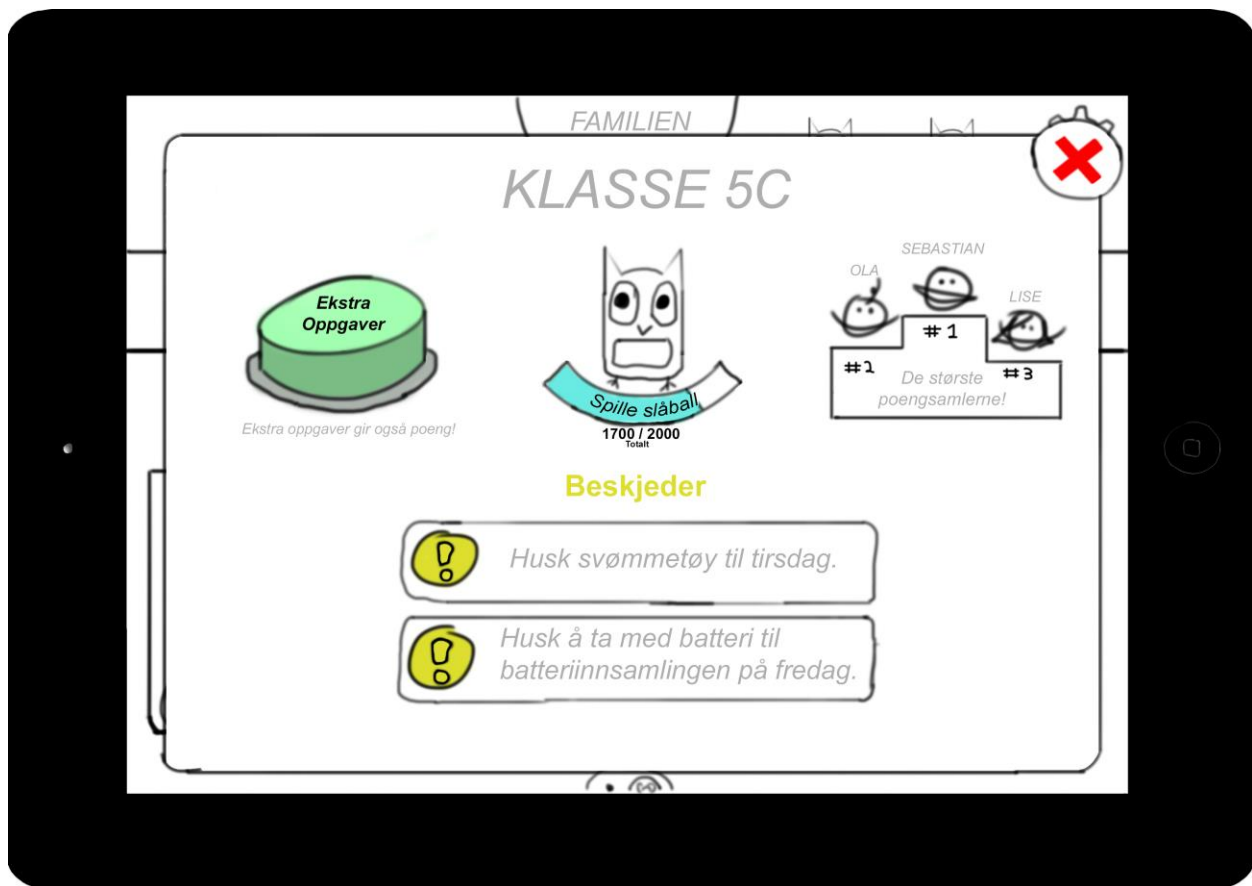 FAMILIEN
KLASSE 5C
Ekstra
Oppgaver
Ekstra oppgaver gir også poeng!
Spille slåball
1700 / 2000
Totalt
SEBASTIAN
OLA
LISE
#1
#2
#3
De største
poengsamlerne!
Beskjeder
Husk svømmetøy til tirsdag.
Husk å ta med batteri til
batteriinnsamlingen på fredag.